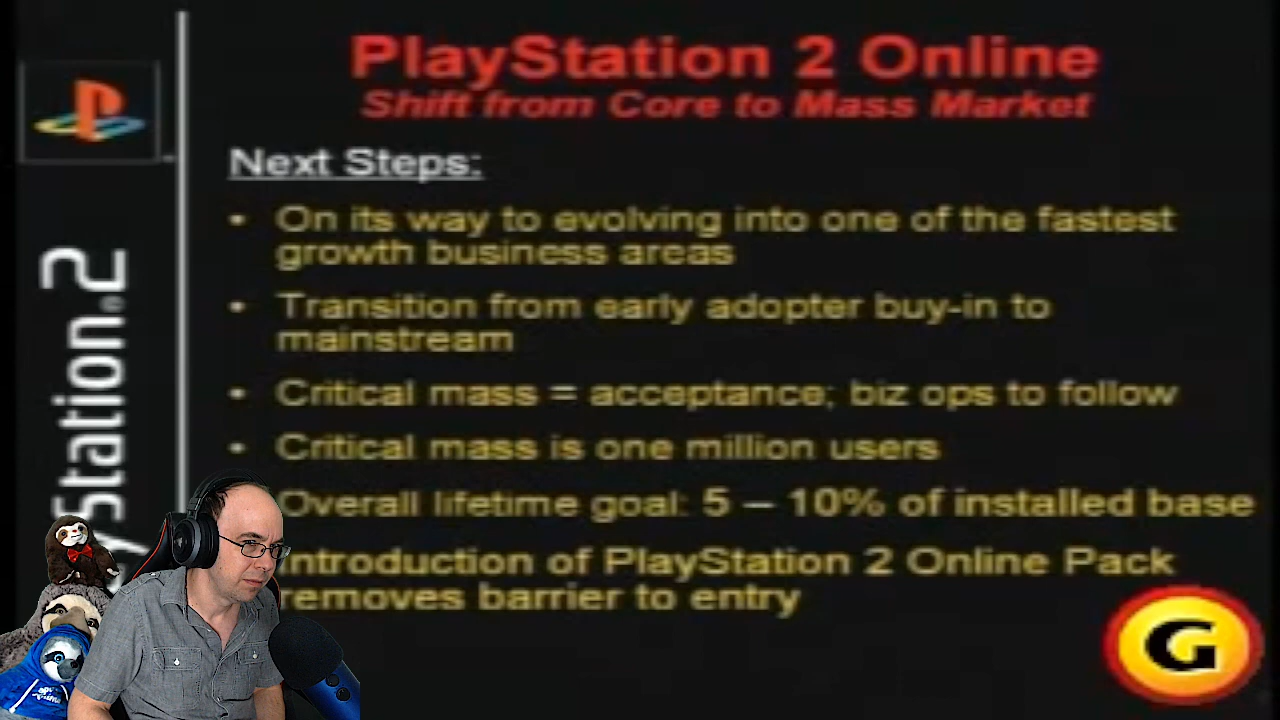 PlayStation 2 Online
Shift from Core to Mass Market
Next Steps:
• On its way to evolving into one of the fastest
growth business areas
• Transition from early adopter buy-in to
mainstream
• Critical mass = acceptance; biz ops to follow
• Critical mass is one million users
Overall lifetime goal: 5 – 10% of installed base
Introduction of PlayStation 2 Online Pack
removes barrier to entry
yStation.2
G